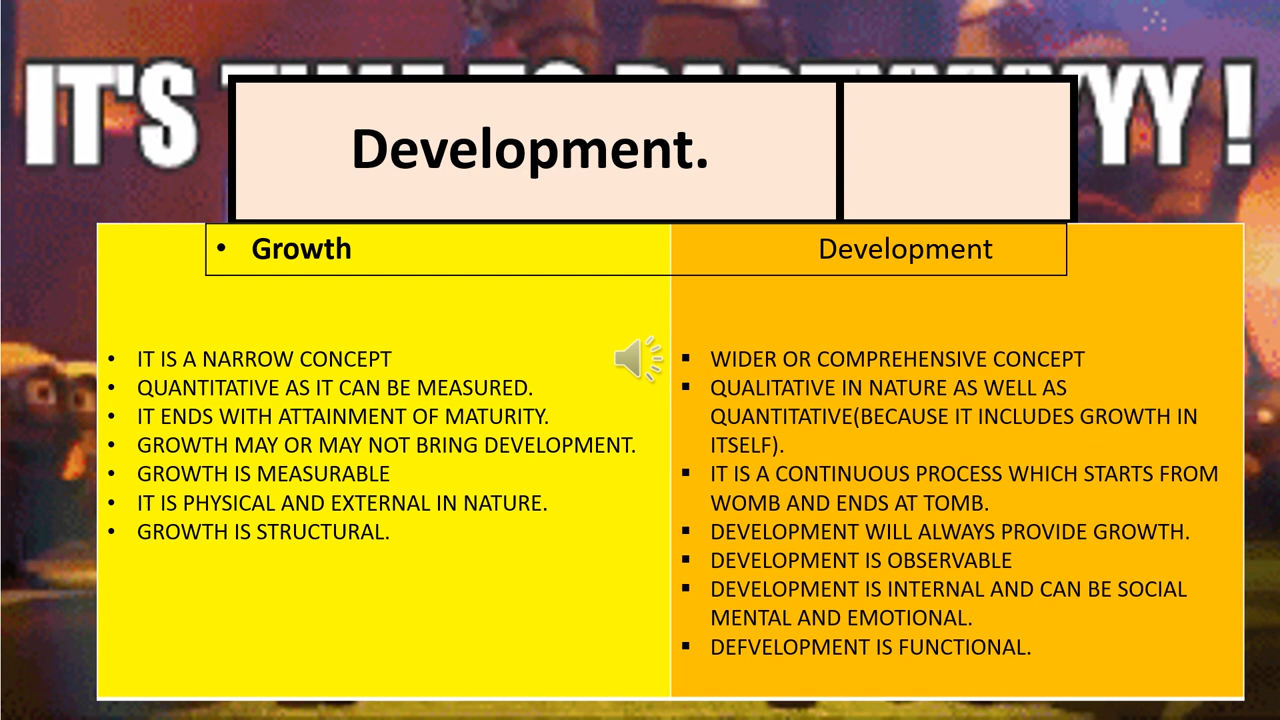 IT'S YYY !
Development.
• Growth Development
• IT IS A NARROW CONCEPT
• QUANTITATIVE AS IT CAN BE MEASURED.
• IT ENDS WITH ATTAINMENT OF MATURITY.
• GROWTH MAY OR MAY NOT BRING DEVELOPMENT.
• GROWTH IS MEASURABLE
• IT IS PHYSICAL AND EXTERNAL IN NATURE.
• GROWTH IS STRUCTURAL.
▪ WIDER OR COMPREHENSIVE CONCEPT
▪ QUALITATIVE IN NATURE AS WELL AS
QUANTITATIVE(BECAUSE IT INCLUDES GROWTH IN
ITSELF).
▪ IT IS A CONTINUOUS PROCESS WHICH STARTS FROM
WOMB AND ENDS AT TOMB.
▪ DEVELOPMENT WILL ALWAYS PROVIDE GROWTH.
▪ DEVELOPMENT IS OBSERVABLE
▪ DEVELOPMENT IS INTERNAL AND CAN BE SOCIAL
MENTAL AND EMOTIONAL.
▪ DEFVELOPMENT IS FUNCTIONAL.